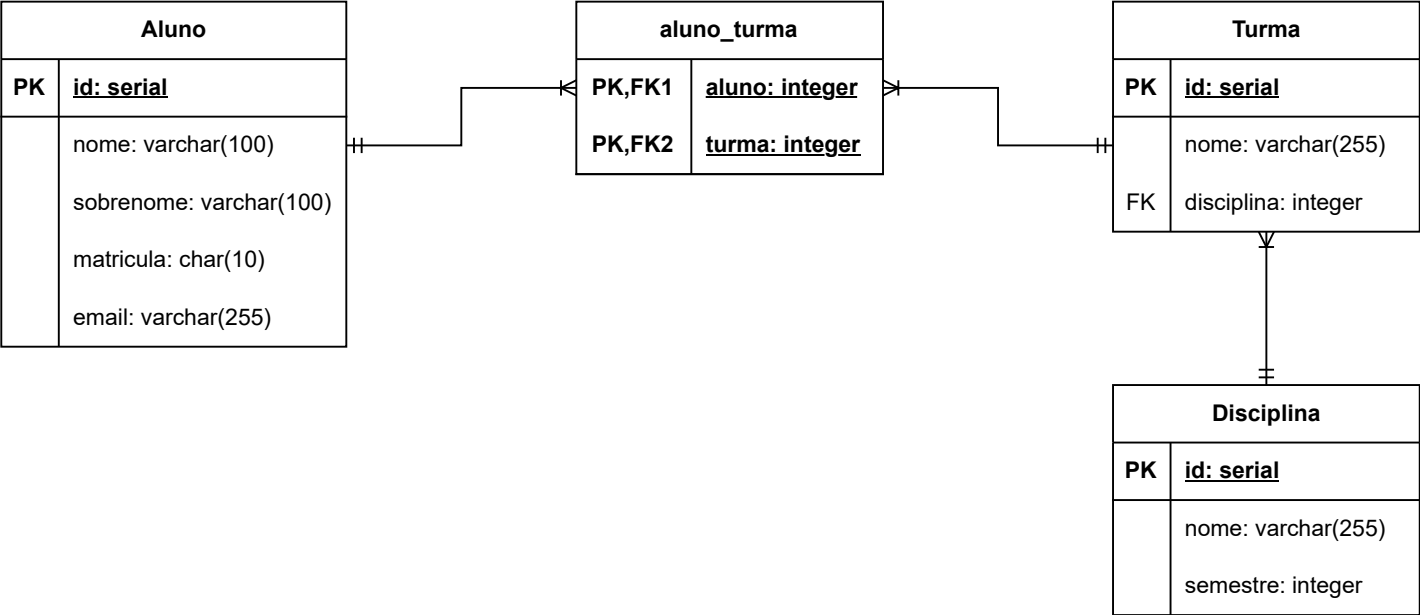 Aluno
PK id: serial
nome: varchar(100)
sobrenome: varchar(100)
matricula: char(10)
email: varchar(255)
aluno_turma
PK,FK1 aluno: integer
PK,FK2 turma: integer
Turma
PK id: serial
nome: varchar(255)
FK disciplina: integer
Disciplina
PK id: serial
nome: varchar(255)
semestre: integer